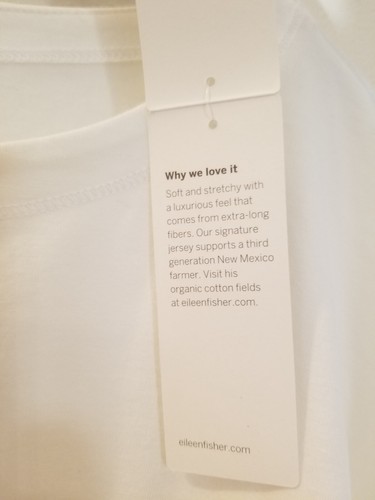 Why we love it
Soft and stretchy with
a luxurious feel that
comes from extra-long
fibers. Our signature
jersey supports a third
generation New Mexico
farmer. Visit his
organic cotton fields
at eileenfisher.com.
eileenfisher.com